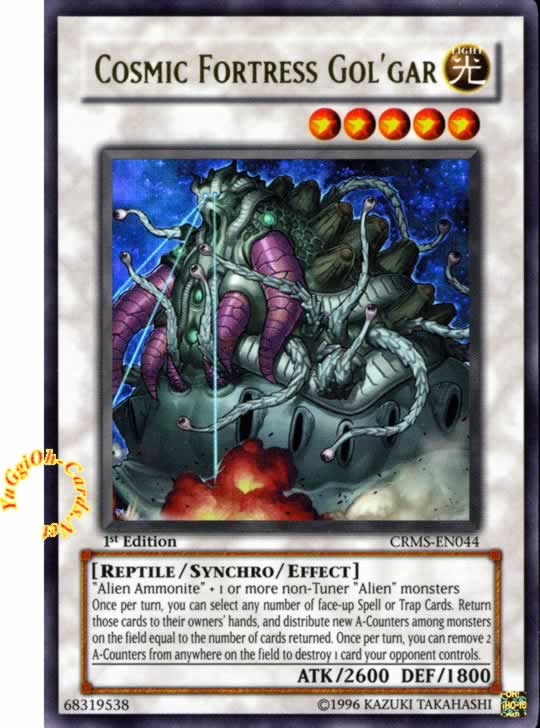 COSMIC FORTRESS GOL'GAR
LIGHT
光
YuGgiOh-Cards.Net
1st Edition
CRMS-EN044
[REPTILE/SYNCHRO/EFFECT]
"Alien Ammonite" + 1 or more non-Tuner "Alien" monsters
Once per turn, you can select any number of face-up Spell or Trap Cards. Return
those cards to their owners' hands, and distribute new A-Counters among monsters
on the field equal to the number of cards returned. Once per turn, you can remove 2
A-Counters from anywhere on the field to destroy 1 card your opponent controls.
ATK/2600 DEF/1800
68319538
©1996 KAZUKI TAKAHASHI